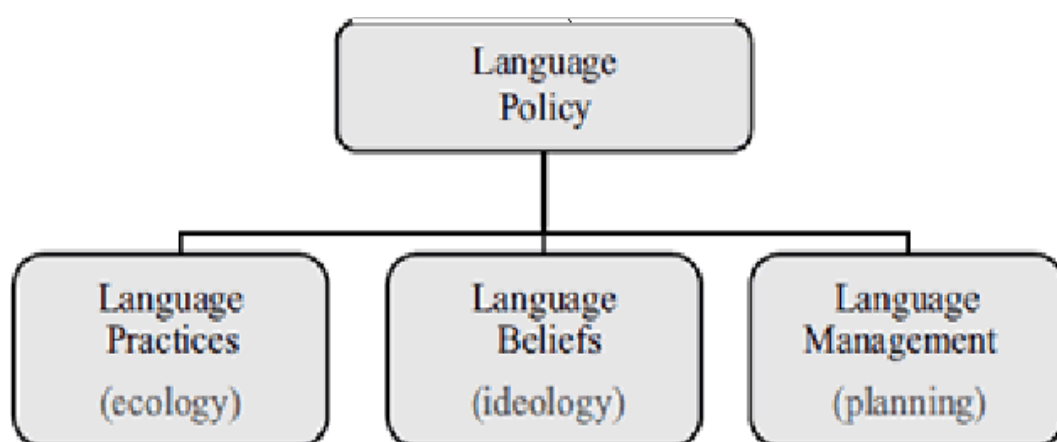 Language
Policy
Language
Practices
(ecology)
Language
Beliefs
(ideology)
Language
Management
(planning)